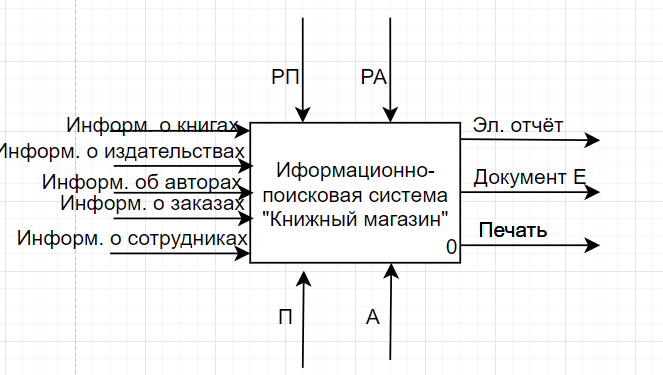 РП
РА
Информ. о книгах
Информ. о издательствах
Информ. об авторах
Информ. о заказах
Информ. о сотрудниках
Иформационно-
поисковая система
"Книжный магазин"
0
Эл. отчёт
Документ Е
Печать
П
А